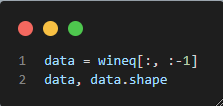 1 data = wineq[:, :-1]
2 data, data.shape